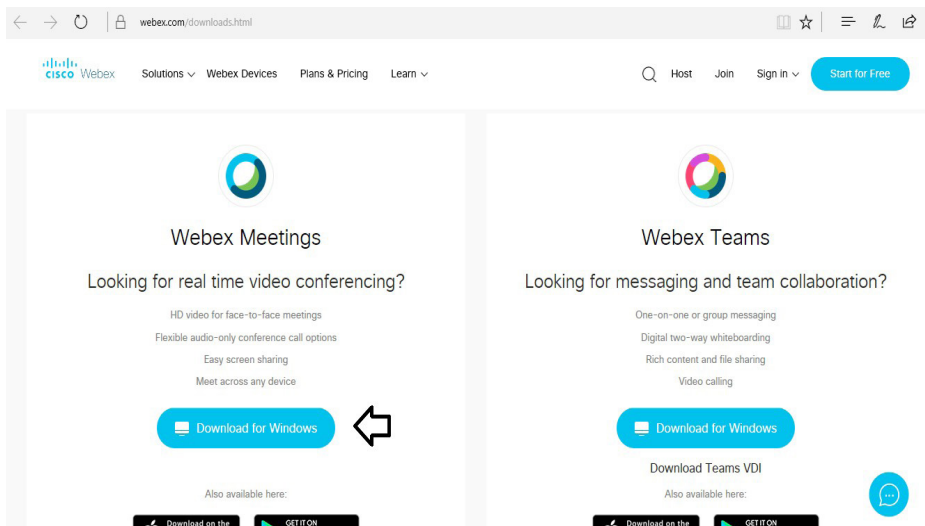 webex.com/downloads.html
CISCO Webex Solutions Webex Devices Plans & Pricing Learn Host Join Sign in Start for Free
Webex Meetings
Looking for real time video conferencing?
HD video for face-to-face meetings
Flexible audio-only conference call options
Easy screen sharing
Meet across any device
Download for Windows
Also available here:
Download on the
GET IT ON
Webex Teams
Looking for messaging and team collaboration?
One-on-one or group messaging
Digital two-way whiteboarding
Rich content and file sharing
Video calling
Download for Windows
Download Teams VDI
Also available here:
Download on the
GET IT ON